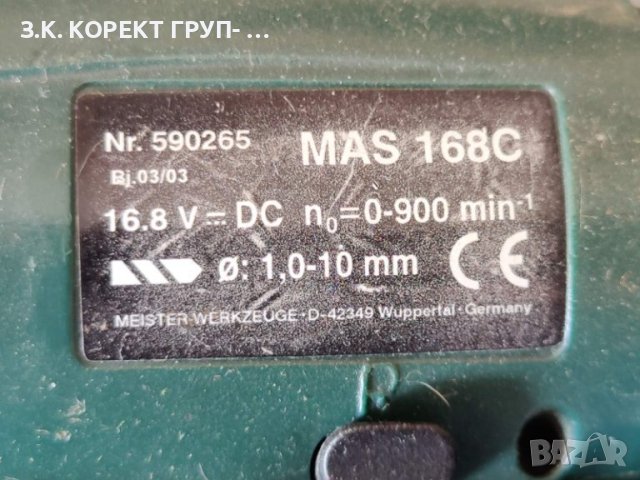 З.К. КОРЕКТ ГРУП- ...
Nr. 590265 MAS 168C
Bj.03/03
16.8 V ⎓ DC n₀=0-900 min⁻¹
ø: 1,0-10 mm CE
MEISTER-WERKZEUGE · D-42349 Wuppertal · Germany
BAZAR